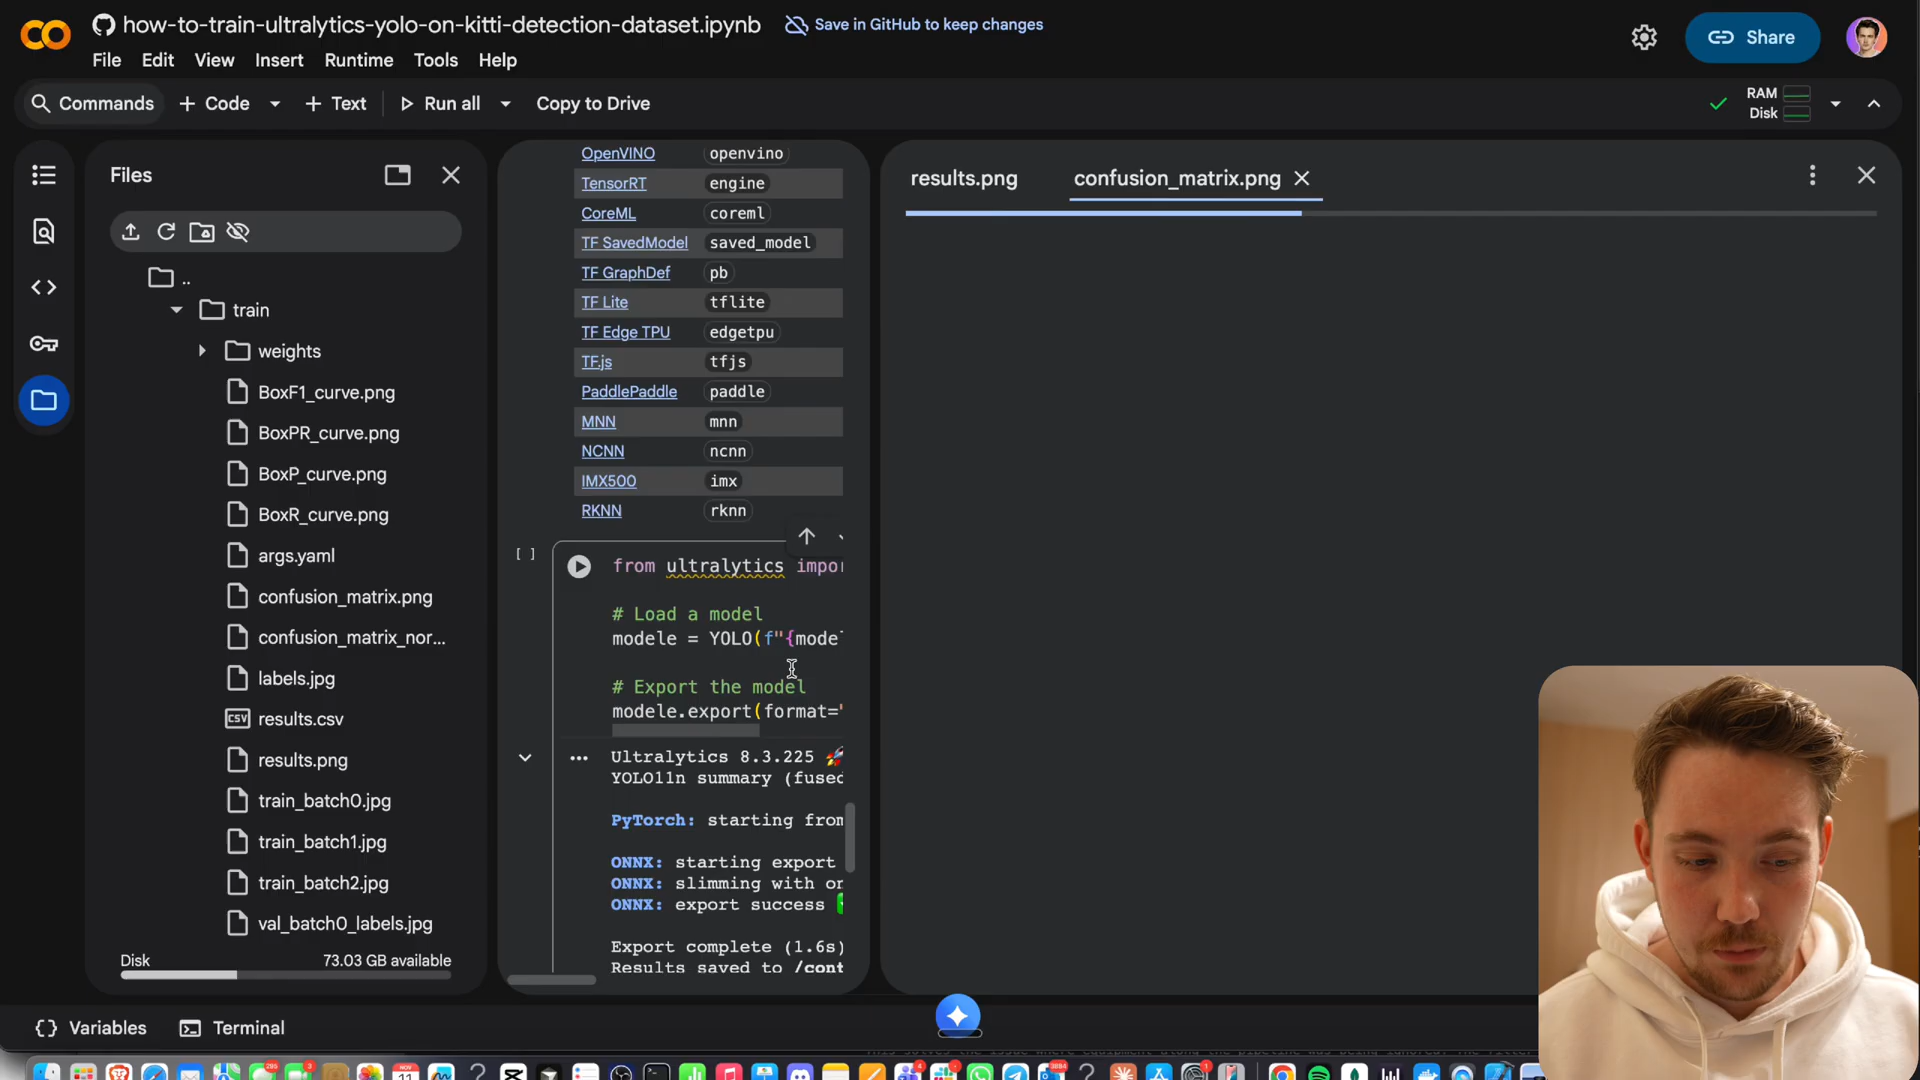 how-to-train-ultralytics-yolo-on-kitti-detection-dataset.ipynb
Save in GitHub to keep changes
Share
File Edit View Insert Runtime Tools Help
Commands
+ Code
+ Text
Run all
Copy to Drive
RAM
Disk
Files
..
train
weights
BoxF1_curve.png
BoxPR_curve.png
BoxP_curve.png
BoxR_curve.png
args.yaml
confusion_matrix.png
confusion_matrix_nor...
labels.jpg
results.csv
results.png
train_batch0.jpg
train_batch1.jpg
train_batch2.jpg
val_batch0_labels.jpg
Disk 73.03 GB available
OpenVINO openvino
TensorRT engine
CoreML coreml
TF SavedModel saved_model
TF GraphDef pb
TF Lite tflite
TF Edge TPU edgetpu
TF.js tfjs
PaddlePaddle paddle
MNN mnn
NCNN ncnn
IMX500 imx
RKNN rknn
[ ]
from ultralytics impor
# Load a model
modele = YOLO(f"{mode
# Export the model
modele.export(format="
Ultralytics 8.3.225 🚀
YOLO11n summary (fused
PyTorch: starting from
ONNX: starting export
ONNX: slimming with on
ONNX: export success
Export complete (1.6s)
Results saved to /cont
results.png
confusion_matrix.png
Variables
Terminal